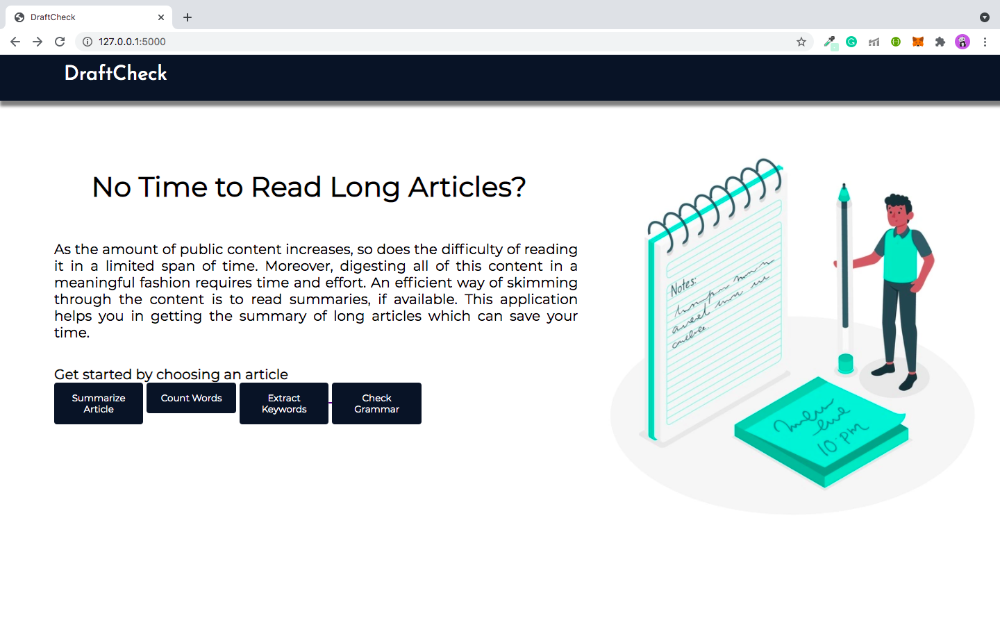 DraftCheck
127.0.0.1:5000
DraftCheck
No Time to Read Long Articles?
As the amount of public content increases, so does the difficulty of reading
it in a limited span of time. Moreover, digesting all of this content in a
meaningful fashion requires time and effort. An efficient way of skimming
through the content is to read summaries, if available. This application
helps you in getting the summary of long articles which can save your
time.
Get started by choosing an article
Summarize
Article
Count Words
Extract
Keywords
Check
Grammar
Notes:
10 pm